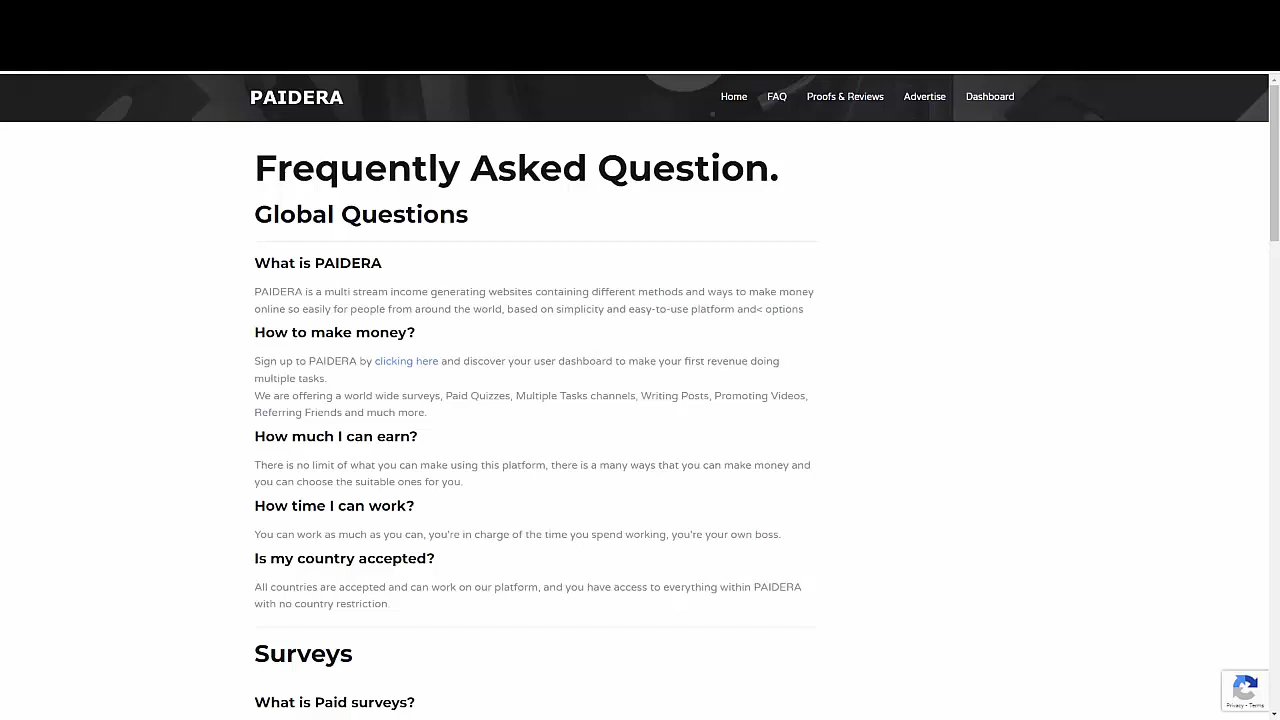 PAIDERA
Home FAQ Proofs & Reviews Advertise Dashboard
Frequently Asked Question.
Global Questions
What is PAIDERA
PAIDERA is a multi stream income generating websites containing different methods and ways to make money
online so easily for people from around the world, based on simplicity and easy-to-use platform and< options
How to make money?
Sign up to PAIDERA by clicking here and discover your user dashboard to make your first revenue doing
multiple tasks.
We are offering a world wide surveys, Paid Quizzes, Multiple Tasks channels, Writing Posts, Promoting Videos,
Referring Friends and much more.
How much I can earn?
There is no limit of what you can make using this platform, there is a many ways that you can make money and
you can choose the suitable ones for you.
How time I can work?
You can work as much as you can, you're in charge of the time you spend working, you're your own boss.
Is my country accepted?
All countries are accepted and can work on our platform, and you have access to everything within PAIDERA
with no country restriction.
Surveys
What is Paid surveys?
Privacy - Terms